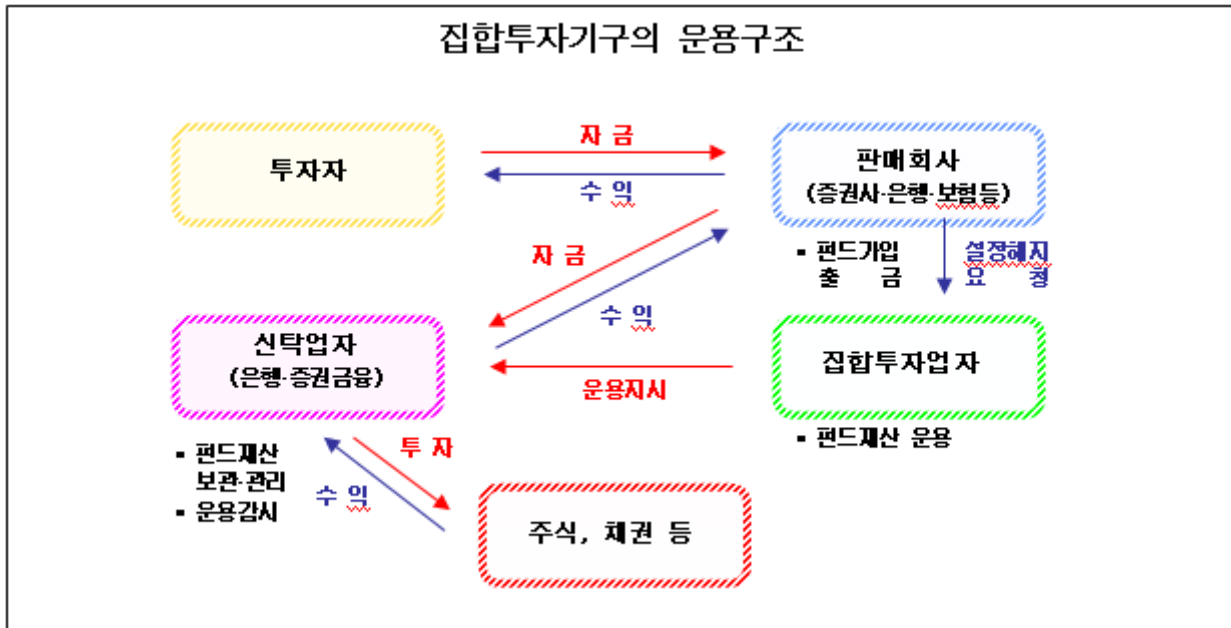 집합투자기구의 운용구조
투자자
자 금
수 익
판매회사
(증권사·은행·보험등)
▪ 펀드가입
출 금
설정해지
요 청
자 금
수 익
신탁업자
(은행·증권금융)
운용지시
집합투자업자
▪ 펀드재산 운용
▪ 펀드재산
보관·관리
▪ 운용감시
투 자
수 익
주식, 채권 등